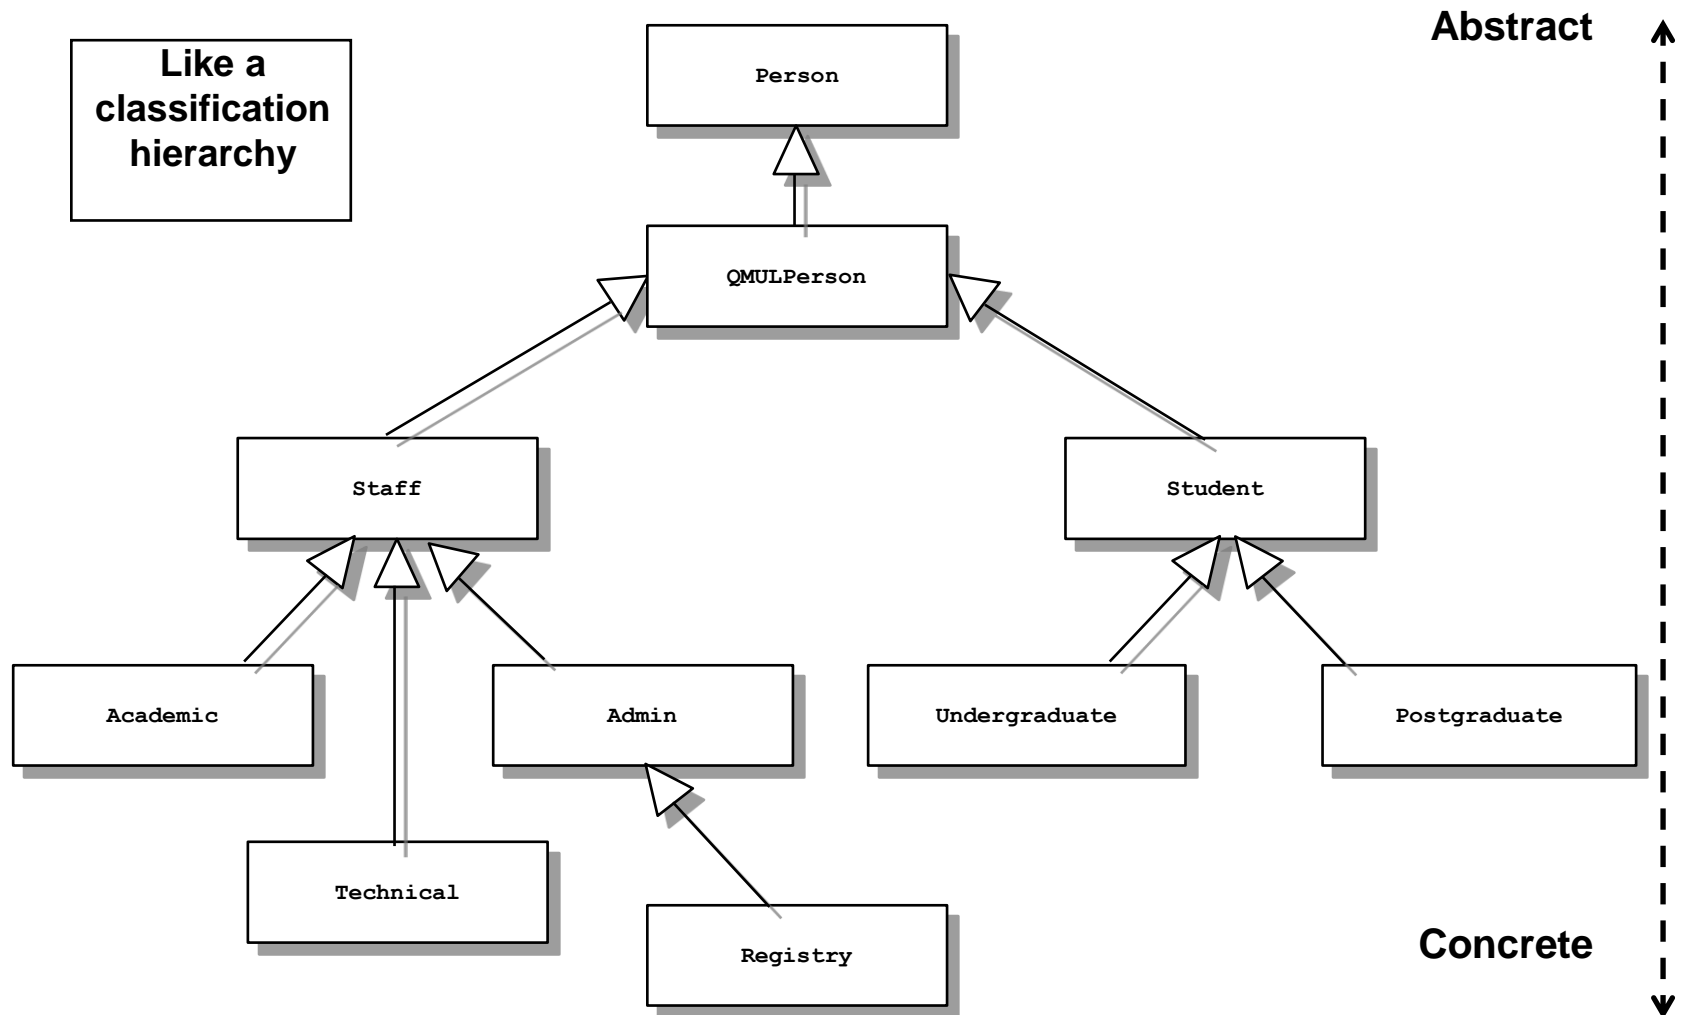 Abstract
Like a
classification
hierarchy
Person
QMULPerson
Staff
Student
Academic
Admin
Undergraduate
Postgraduate
Technical
Registry
Concrete